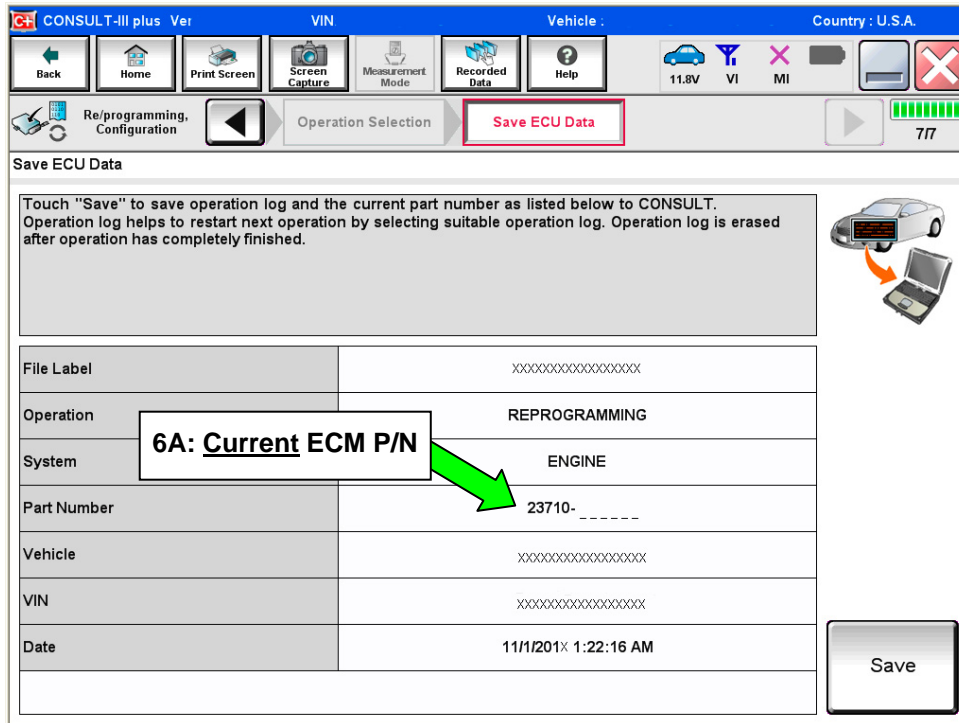 C+ CONSULT-III plus Ver VIN Vehicle : Country : U.S.A.
Back
Home
Print Screen
Screen Capture
Measurement Mode
Recorded Data
Help
11.8V
VI
MI
Re/programming, Configuration
Operation Selection
Save ECU Data
7/7
Save ECU Data
Touch "Save" to save operation log and the current part number as listed below to CONSULT.
Operation log helps to restart next operation by selecting suitable operation log. Operation log is erased
after operation has completely finished.
File Label XXXXXXXXXXXXXXXXX
Operation REPROGRAMMING
6A: Current ECM P/N
System ENGINE
Part Number 23710- _ _ _ _ _ _
Vehicle XXXXXXXXXXXXXXXXX
VIN XXXXXXXXXXXXXXXXX
Date 11/1/201X 1:22:16 AM
Save